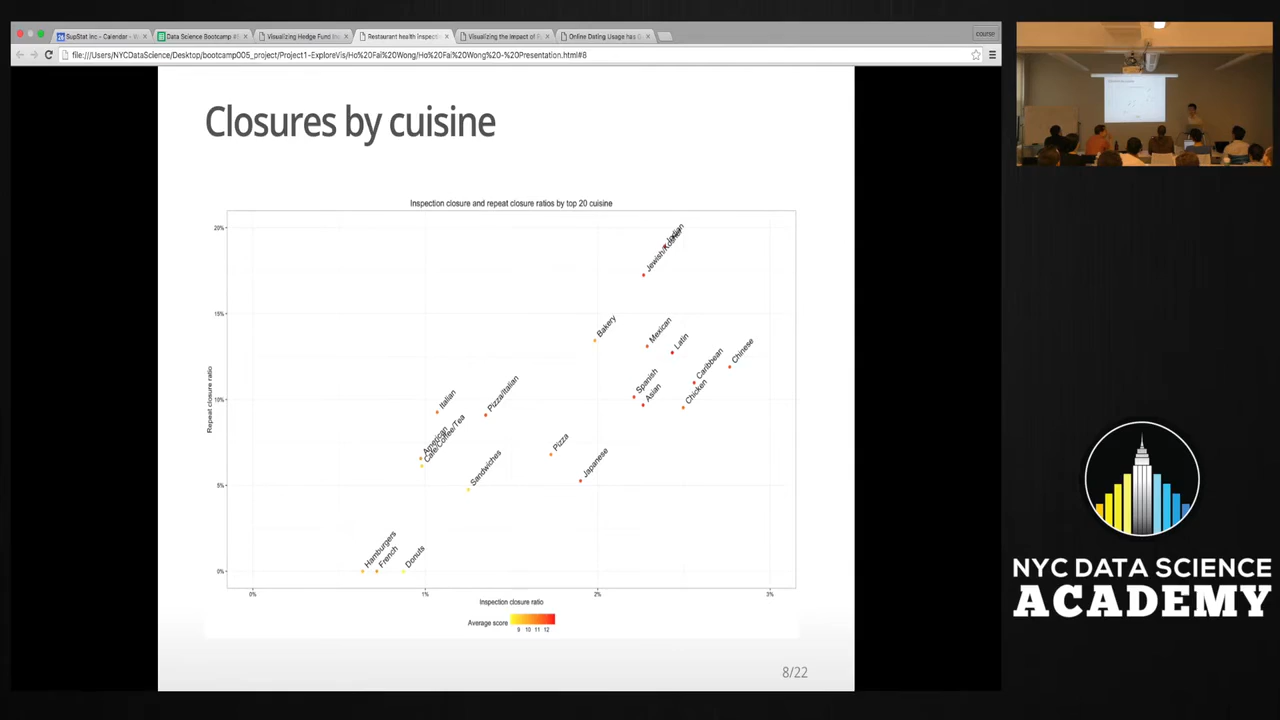 SupStat Inc - Calendar - W
Data Science Bootcamp #5
Visualizing Hedge Fund In
Restaurant health inspect
Visualizing the Impact of
Online Dating Usage has
course
file:///Users/NYCDataScience/Desktop/bootcamp005_project/Project1-ExploreVis/Ho%20Fai%20Wong/Ho%20Fai%20Wong%20-%20Presentation.html#8
Closures by cuisine
Inspection closure and repeat closure ratios by top 20 cuisine
20%
15%
10%
5%
0%
Repeat closure ratio
Indian
Jewish/Kosher
Bakery
Mexican
Latin
Chinese
Caribbean
Chicken
Spanish
Asian
Italian
Pizza/Italian
American
Café/Coffee/Tea
Sandwiches
Pizza
Japanese
Hamburgers
French
Donuts
0%
1%
2%
3%
Inspection closure ratio
Average score
9 10 11 12
8/22
NYC DATA SCIENCE
ACADEMY